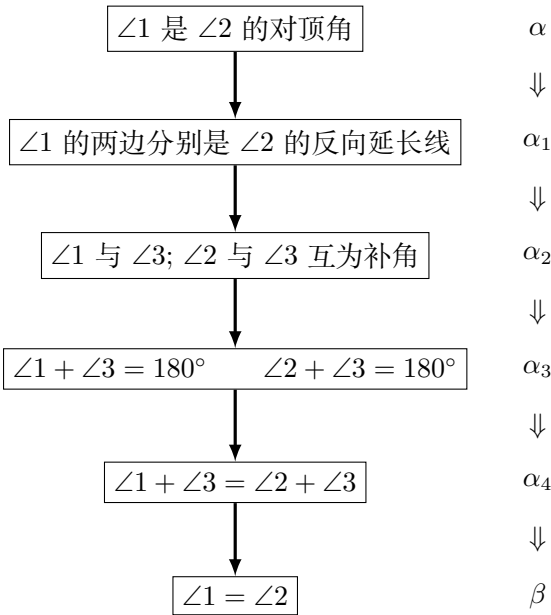 ∠1 是 ∠2 的对顶角 α
⇓
∠1 的两边分别是 ∠2 的反向延长线 α₁
⇓
∠1 与 ∠3; ∠2 与 ∠3 互为补角 α₂
⇓
∠1 + ∠3 = 180° ∠2 + ∠3 = 180° α₃
⇓
∠1 + ∠3 = ∠2 + ∠3 α₄
⇓
∠1 = ∠2 β